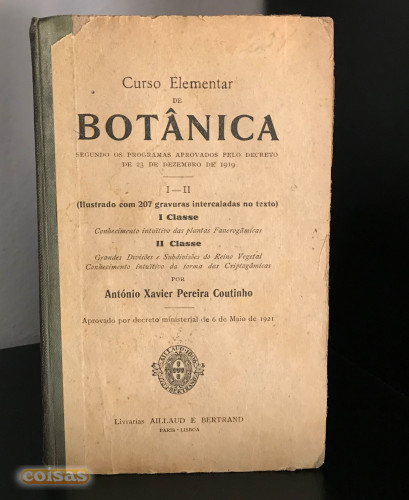 Curso Elementar
DE
BOTÂNICA
SEGUNDO OS PROGRAMAS APROVADOS PELO DECRETO
DE 23 DE DEZEMBRO DE 1919
I—II
(Ilustrado com 207 gravuras intercaladas no texto)
I Classe
Conhecimento intuitivo das plantas Fanerogâmicas
II Classe
Grandes Divisões e Subdivisões do Reino Vegetal
Conhecimento intuitivo da forma das Criptogâmicas
POR
António Xavier Pereira Coutinho
Aprovado por decreto ministerial de 6 de Maio de 1921
AILLAUD
BERTRAND
Livrarias AILLAUD E BERTRAND
PARIS—LISBOA
coisas